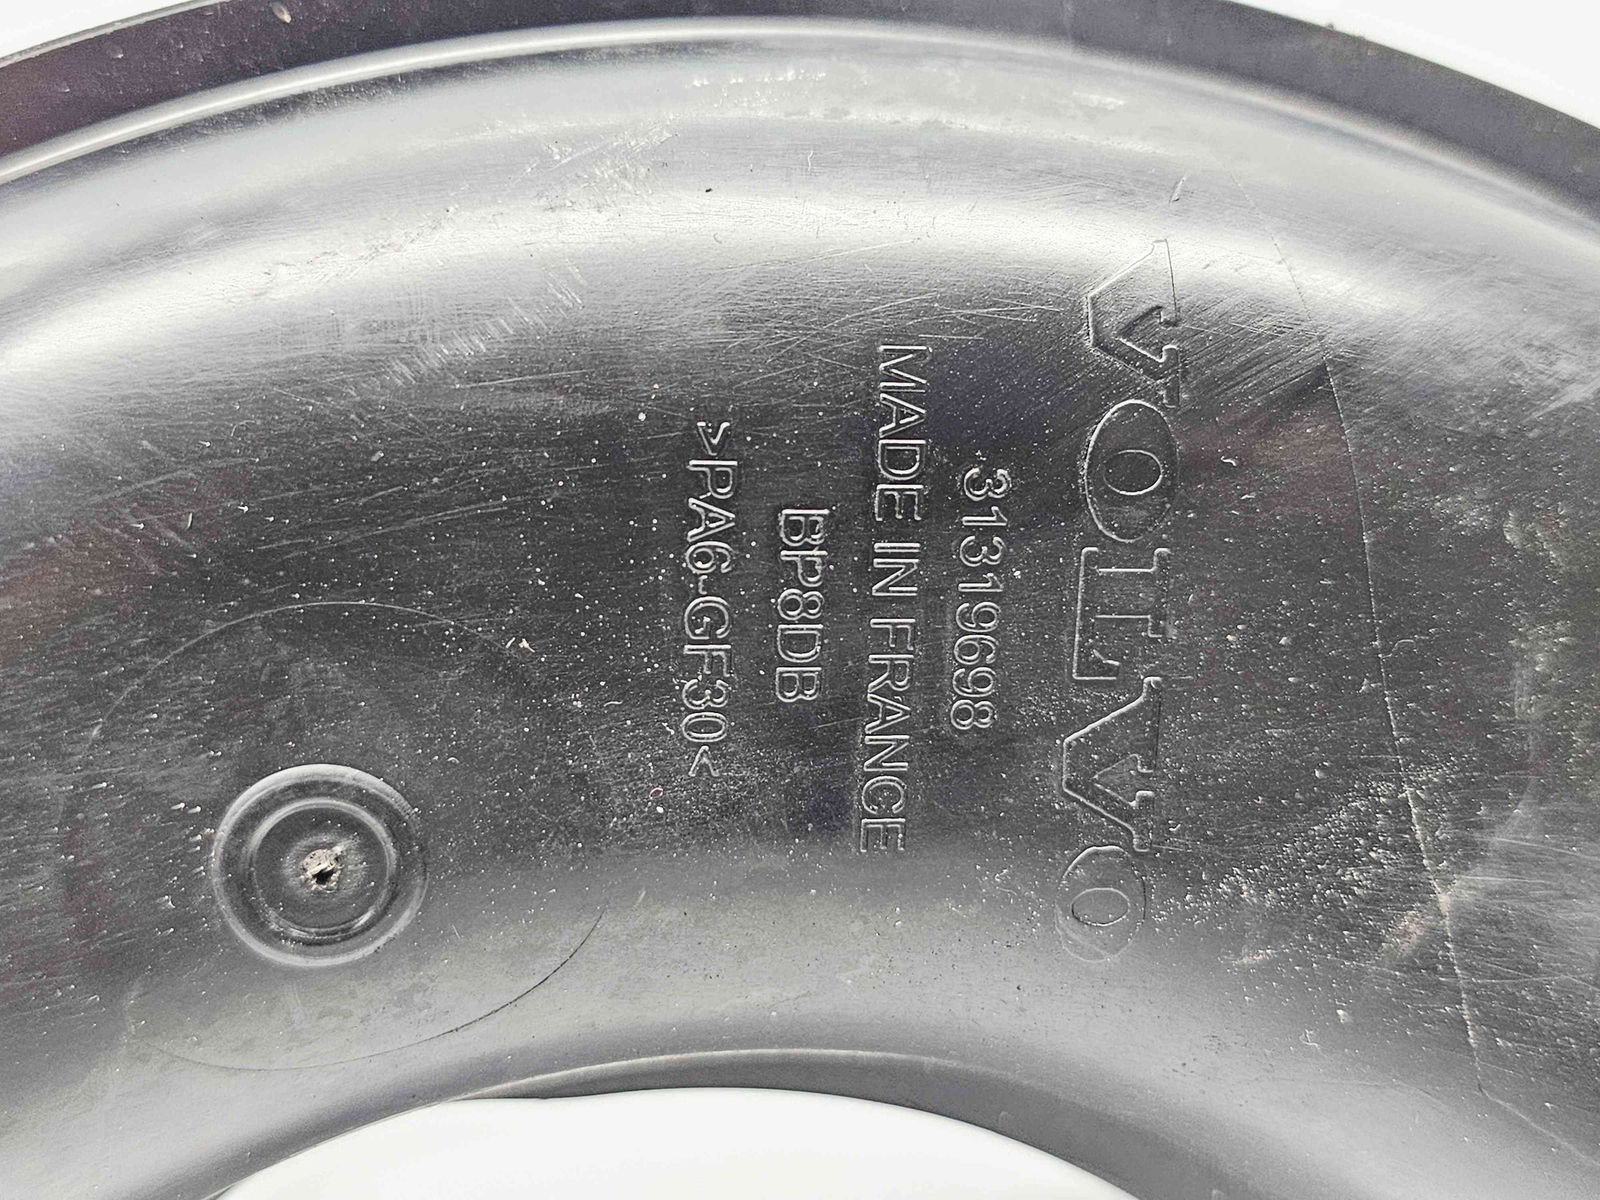 VOLVO
31319698
MADE IN FRANCE
BP8DB
>PA6-GF30<